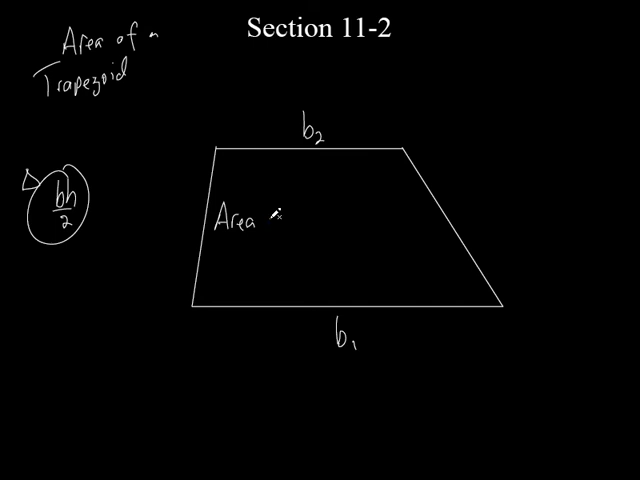 Section 11-2
Area of a
Trapezoid
b₂
bh
2
Area
b₁